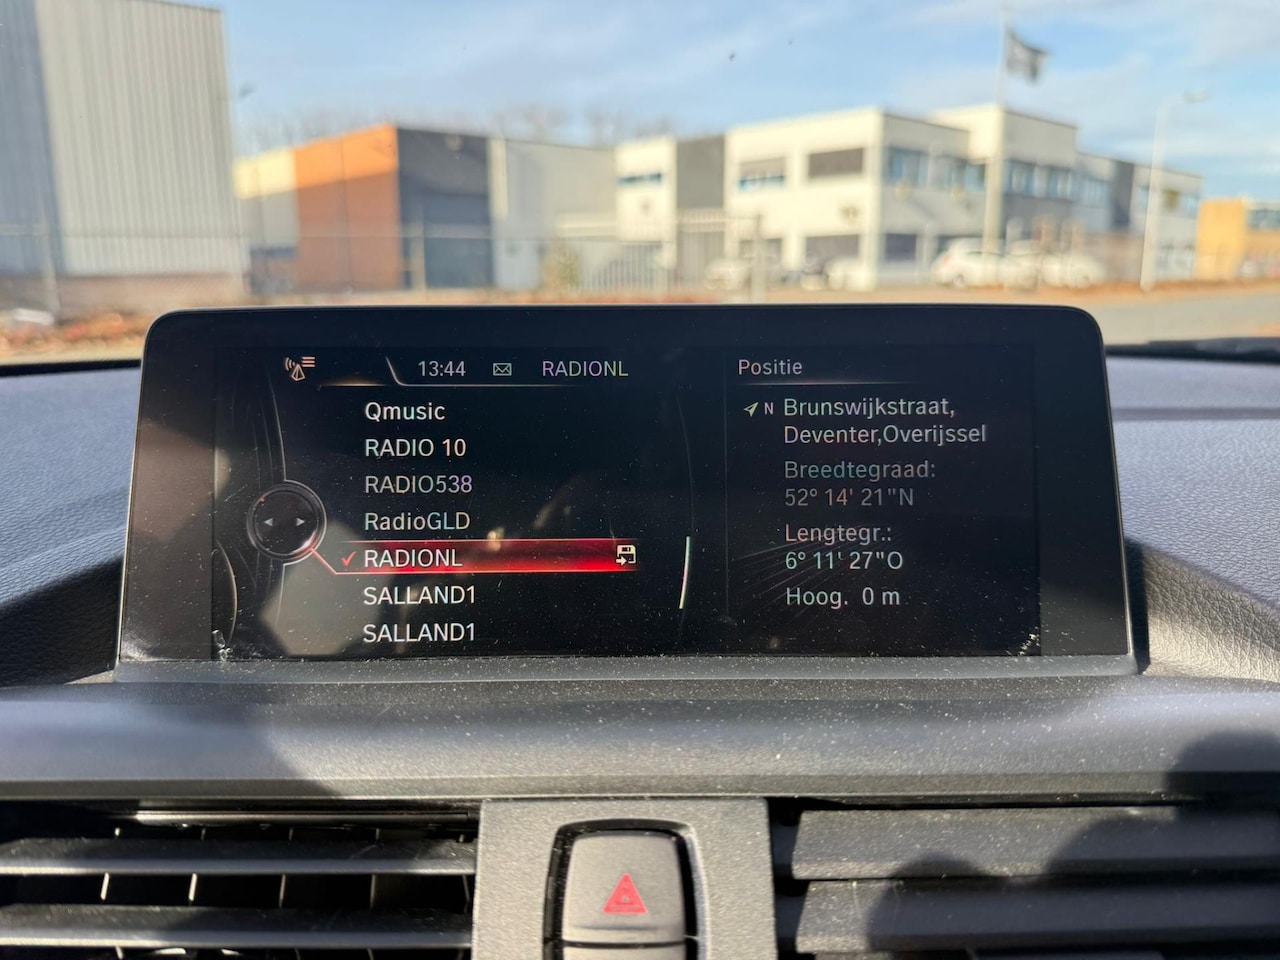 13:44 RADIONL
Qmusic
RADIO 10
RADIO538
RadioGLD
RADIONL
SALLAND1
SALLAND1
Positie
N Brunswijkstraat,
Deventer,Overijssel
Breedtegraad:
52° 14' 21"N
Lengtegr.:
6° 11' 27"O
Hoog. 0 m